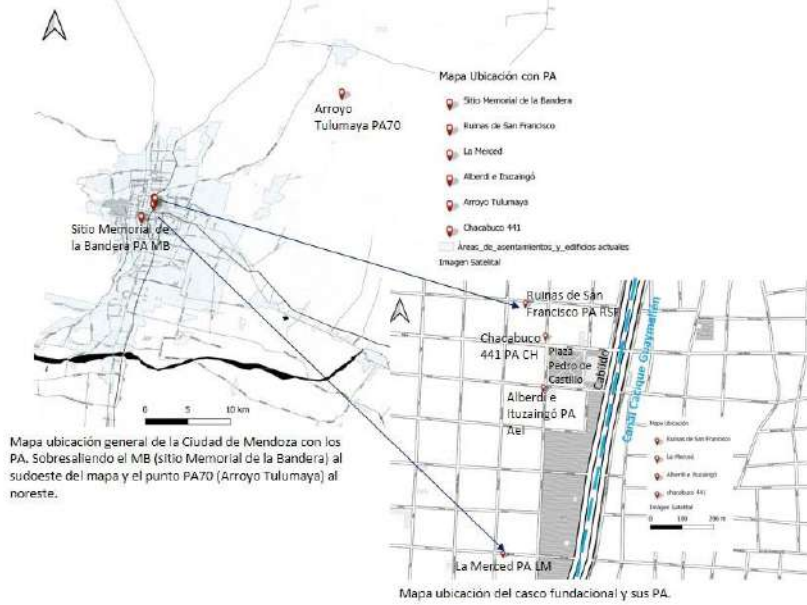 Arroyo
Tulumaya PA70
Sitio Memorial de
la Bandera PA MB
0 5 10 km
Mapa ubicación general de la Ciudad de Mendoza con los
PA. Sobresaliendo el MB (sitio Memorial de la Bandera) al
sudoeste del mapa y el punto PA70 (Arroyo Tulumaya) al
noreste.
Mapa Ubicación con PA
Sitio Memorial de la Bandera
Ruinas de San Francisco
La Merced
Alberdi e Ituzaingó
Arroyo Tulumaya
Chacabuco 441
Áreas_de_asentamientos_y_edificios actuales
Imagen Satelital
Ruinas de San
Francisco PA RSF
Chacabuco
441 PA CH
Plaza
Pedro de
Castillo
Cabildo
Canal Cacique Guaymallén
Alberdi e
Ituzaingó PA
AeI
La Merced PA LM
Mapa Ubicación
Ruinas de San Francisco
La Merced
Alberdi e Ituzaingó
chacabuco 441
Imagen Satelital
0 100 200 m
Mapa ubicación del casco fundacional y sus PA.